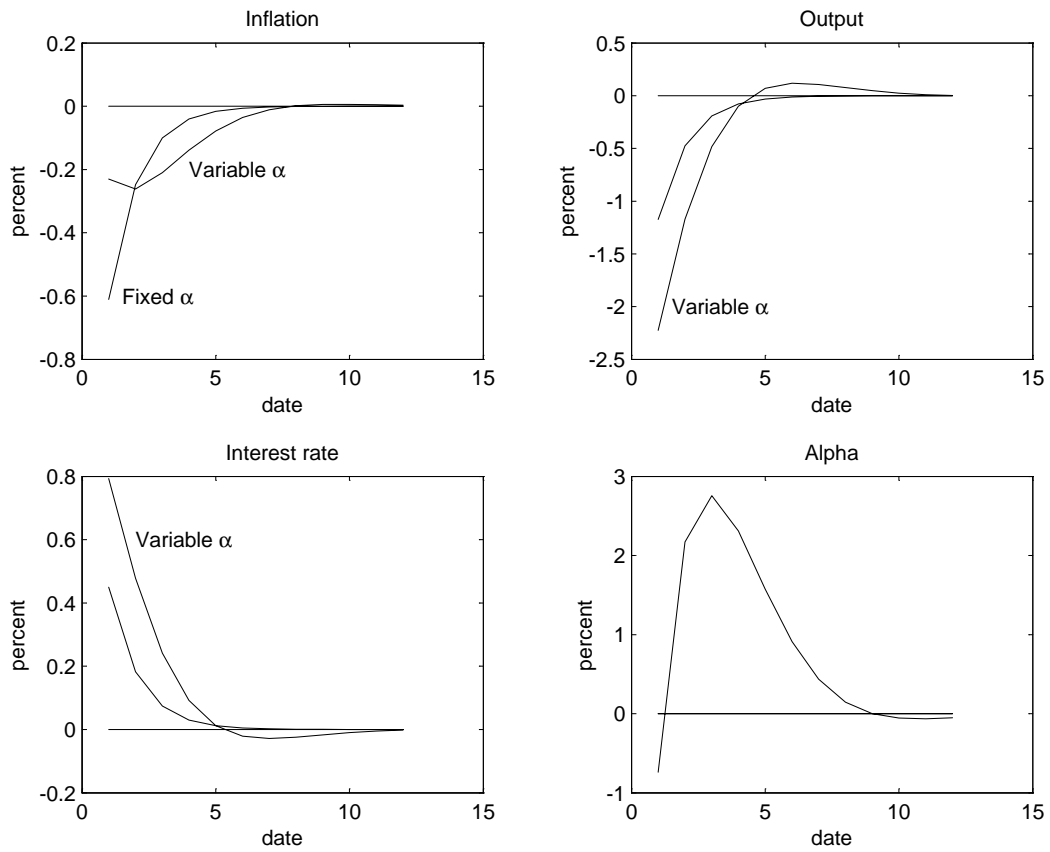 Inflation
0.2
0
-0.2
-0.4
-0.6
-0.8
percent
Variable α
Fixed α
0 5 10 15
date
Output
0.5
0
-0.5
-1
-1.5
-2
-2.5
percent
Variable α
0 5 10 15
date
Interest rate
0.8
0.6
0.4
0.2
0
-0.2
percent
Variable α
0 5 10 15
date
Alpha
3
2
1
0
-1
percent
0 5 10 15
date